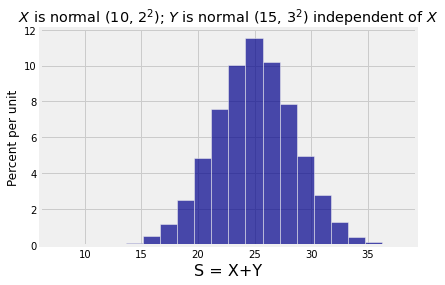 X is normal (10, 2²); Y is normal (15, 3²) independent of X
Percent per unit
12
10
8
6
4
2
0
10 15 20 25 30 35
S = X+Y